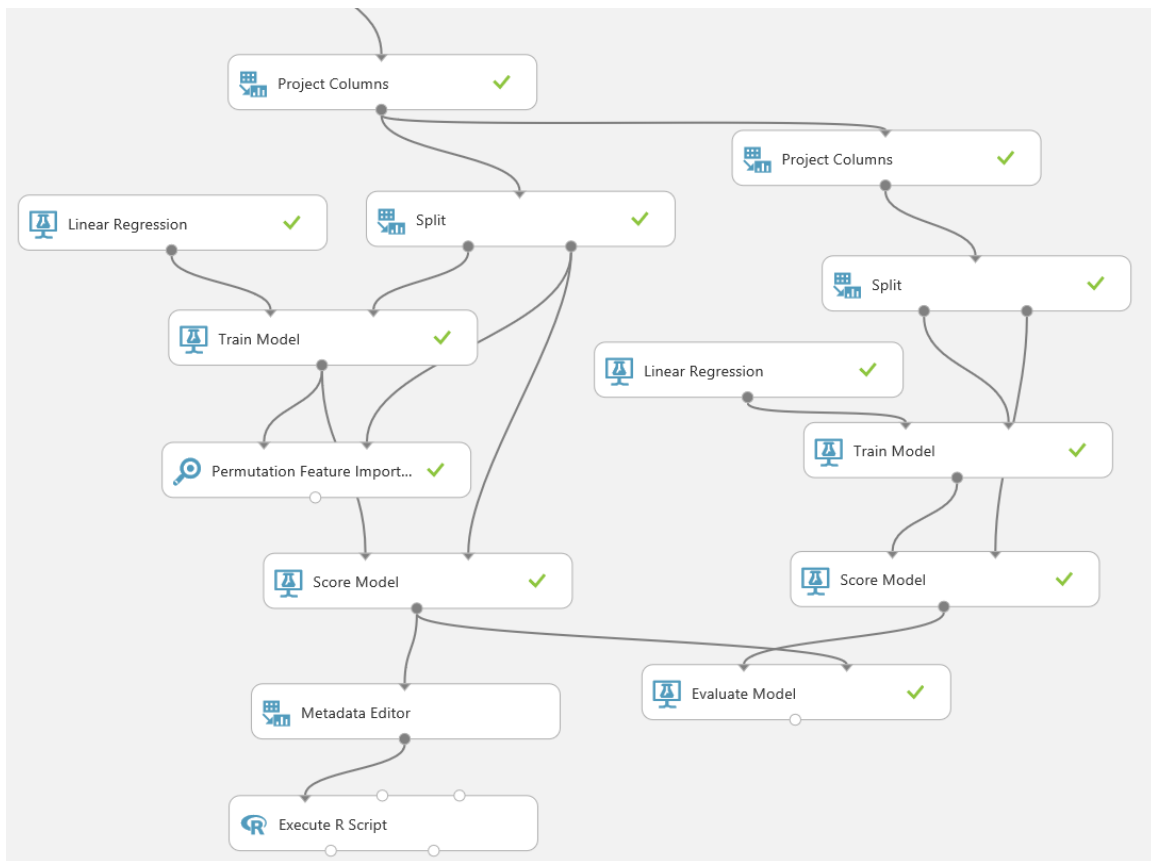 Project Columns
Project Columns
Linear Regression
Split
Split
Train Model
Linear Regression
Train Model
Permutation Feature Import...
Score Model
Score Model
Evaluate Model
Metadata Editor
R
Execute R Script